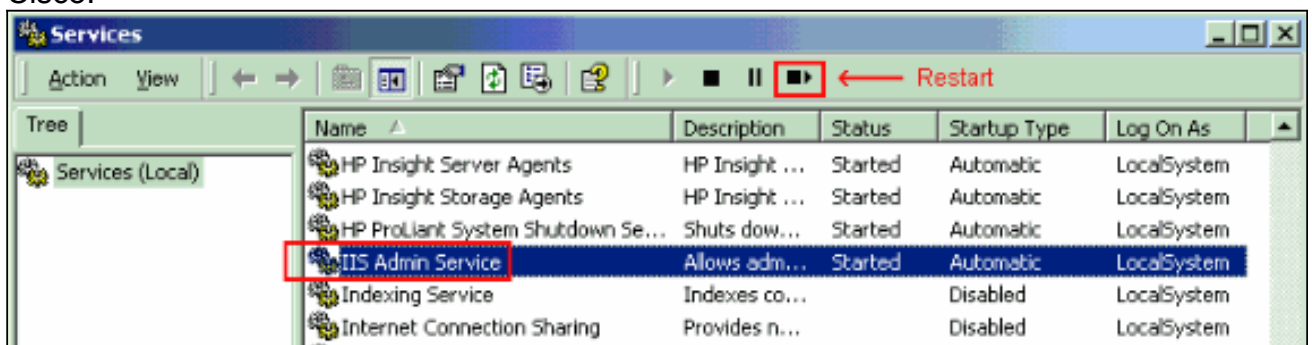 Services
Action View Restart
Tree Name Description Status Startup Type Log On As
Services (Local)
HP Insight Server Agents HP Insight ... Started Automatic LocalSystem
HP Insight Storage Agents HP Insight ... Started Automatic LocalSystem
HP ProLiant System Shutdown Se... Shuts dow... Started Automatic LocalSystem
IIS Admin Service Allows adm... Started Automatic LocalSystem
Indexing Service Indexes co... Disabled LocalSystem
Internet Connection Sharing Provides n... Disabled LocalSystem